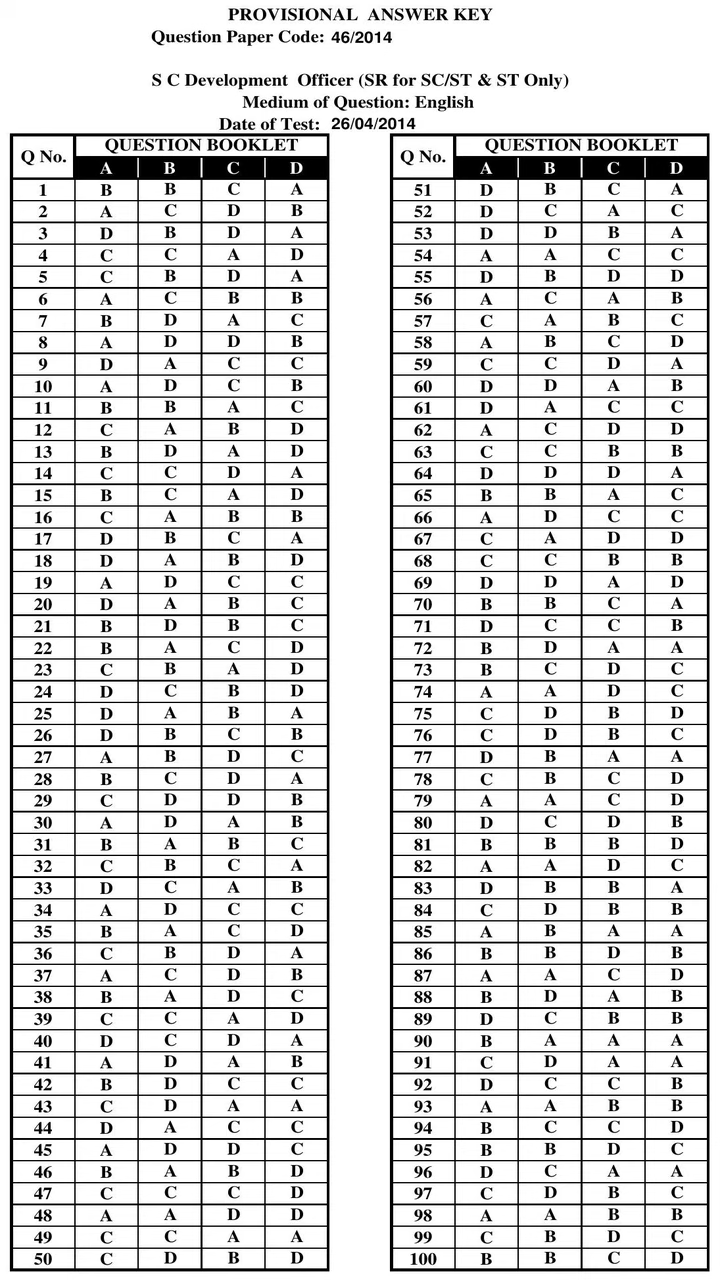 PROVISIONAL ANSWER KEY
Question Paper Code: 46/2014
S C Development Officer (SR for SC/ST & ST Only)
Medium of Question: English
Date of Test: 26/04/2014
Q No. QUESTION BOOKLET Q No. QUESTION BOOKLET
A B C D A B C D
1 B B C A 51 D B C A
2 A C D B 52 D C A C
3 D B D A 53 D D B A
4 C C A D 54 A A C C
5 C B D A 55 D B D D
6 A C B B 56 A C A B
7 B D A C 57 C A B C
8 A D D B 58 A B C D
9 D A C C 59 C C D A
10 A D C B 60 D D A B
11 B B A C 61 D A C C
12 C A B D 62 A C D D
13 B D A D 63 C C B B
14 C C D A 64 D D D A
15 B C A D 65 B B A C
16 C A B B 66 A D C C
17 D B C A 67 C A D D
18 D A B D 68 C C B B
19 A D C C 69 D D A D
20 D A B C 70 B B C A
21 B D B C 71 D C C B
22 B A C D 72 B D A A
23 C B A D 73 B C D C
24 D C B D 74 A A D C
25 D A B A 75 C D B D
26 D B C B 76 C D B C
27 A B D C 77 D B A A
28 B C D A 78 C B C D
29 C D D B 79 A A C D
30 A D A B 80 D C D B
31 B A B C 81 B B B D
32 C B C A 82 A A D C
33 D C A B 83 D B B A
34 A D C C 84 C D B B
35 B A C D 85 A B A A
36 C B D A 86 B B D B
37 A C D B 87 A A C D
38 B A D C 88 B D A B
39 C C A D 89 D C B B
40 D C D A 90 B A A A
41 A D A B 91 C D A A
42 B D C C 92 D C C B
43 C D A A 93 A A B B
44 D A C C 94 B C C D
45 A D D C 95 B B D C
46 B A B D 96 D C A A
47 C C C D 97 C D B C
48 A A D D 98 A A B B
49 C C A A 99 C B D C
50 C D B D 100 B B C D